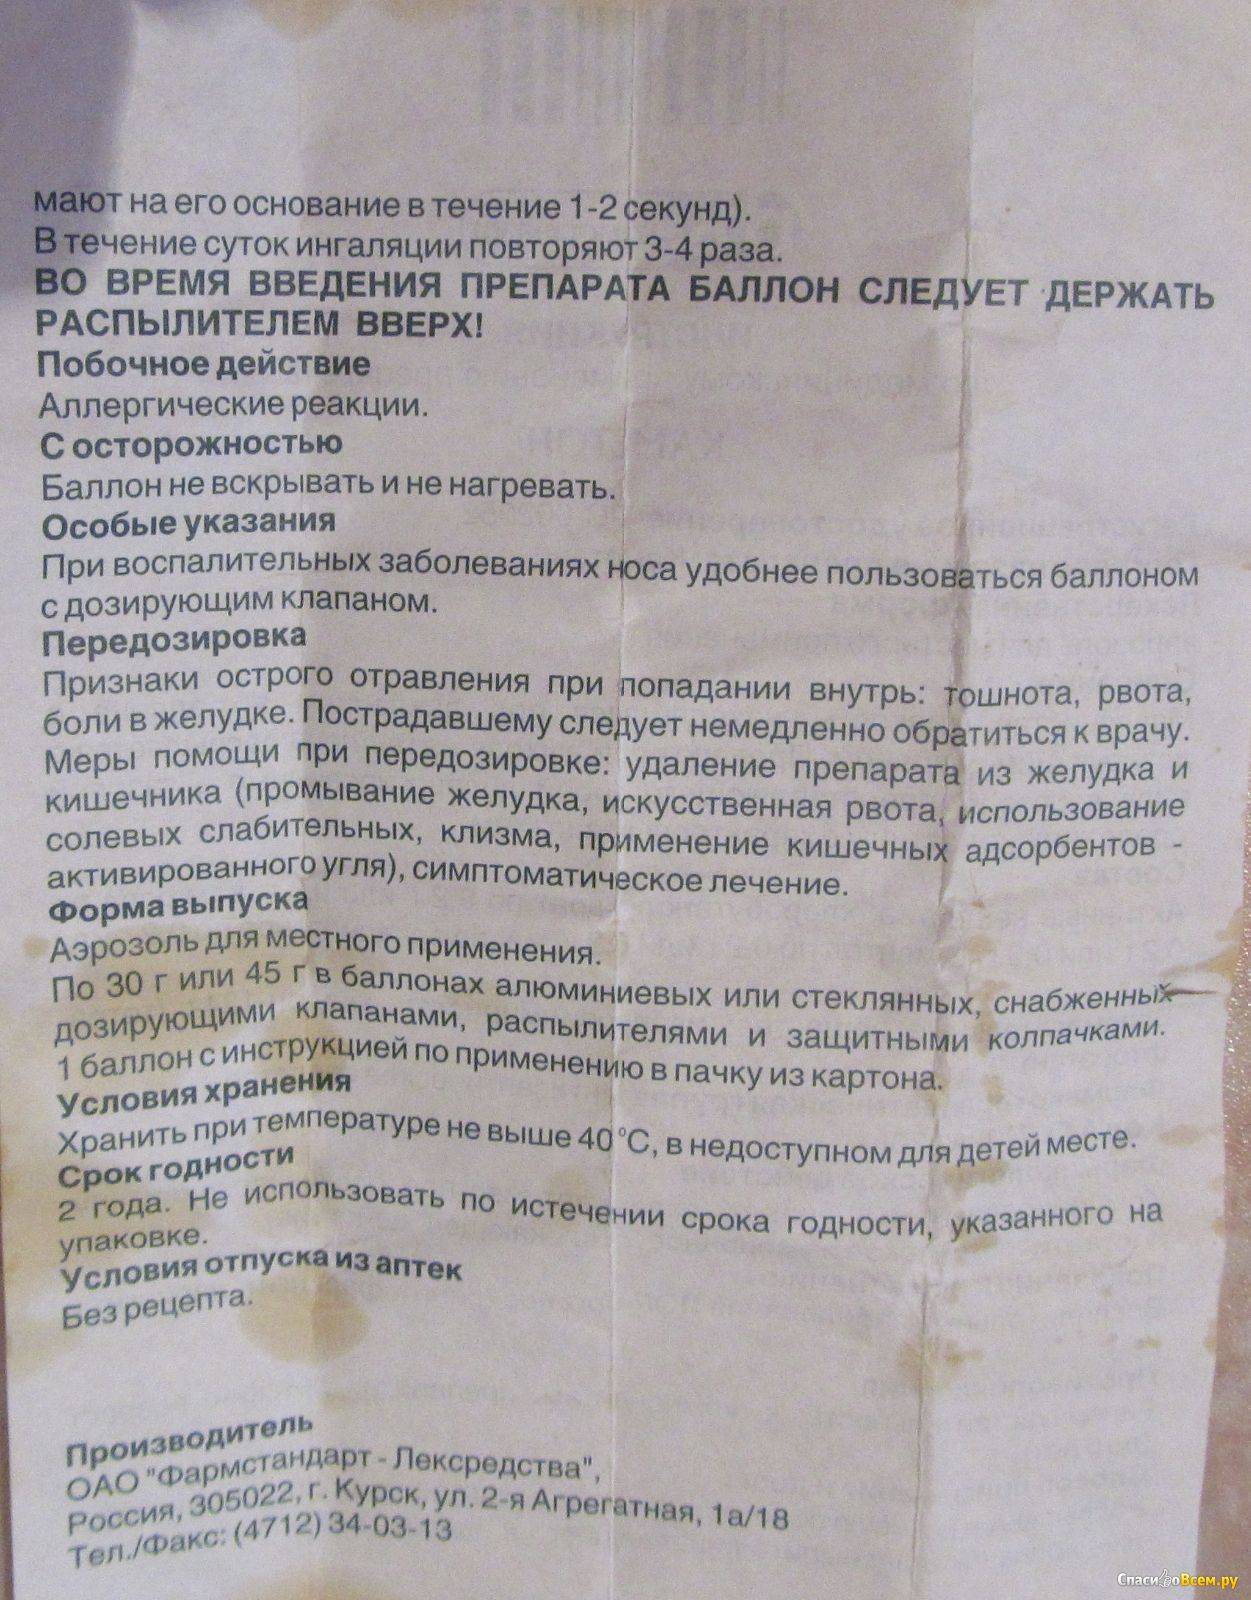 мают на его основание в течение 1-2 секунд).
В течение суток ингаляции повторяют 3-4 раза.
ВО ВРЕМЯ ВВЕДЕНИЯ ПРЕПАРАТА БАЛЛОН СЛЕДУЕТ ДЕРЖАТЬ
РАСПЫЛИТЕЛЕМ ВВЕРХ!
Побочное действие
Аллергические реакции.
С осторожностью
Баллон не вскрывать и не нагревать.
Особые указания
При воспалительных заболеваниях носа удобнее пользоваться баллоном
с дозирующим клапаном.
Передозировка
Признаки острого отравления при попадании внутрь: тошнота, рвота,
боли в желудке. Пострадавшему следует немедленно обратиться к врачу.
Меры помощи при передозировке: удаление препарата из желудка и
кишечника (промывание желудка, искусственная рвота, использование
солевых слабительных, клизма, применение кишечных адсорбентов -
активированного угля), симптоматическое лечение.
Форма выпуска
Аэрозоль для местного применения.
По 30 г или 45 г в баллонах алюминиевых или стеклянных, снабженных
дозирующими клапанами, распылителями и защитными колпачками.
1 баллон с инструкцией по применению в пачку из картона.
Условия хранения
Хранить при температуре не выше 40 °С, в недоступном для детей месте.
Срок годности
2 года. Не использовать по истечении срока годности, указанного на
упаковке.
Условия отпуска из аптек
Без рецепта.
Производитель
ОАО "Фармстандарт - Лексредства",
Россия, 305022, г. Курск, ул. 2-я Агрегатная, 1а/18
Тел./Факс: (4712) 34-03-13
СпасибоВсем.ру